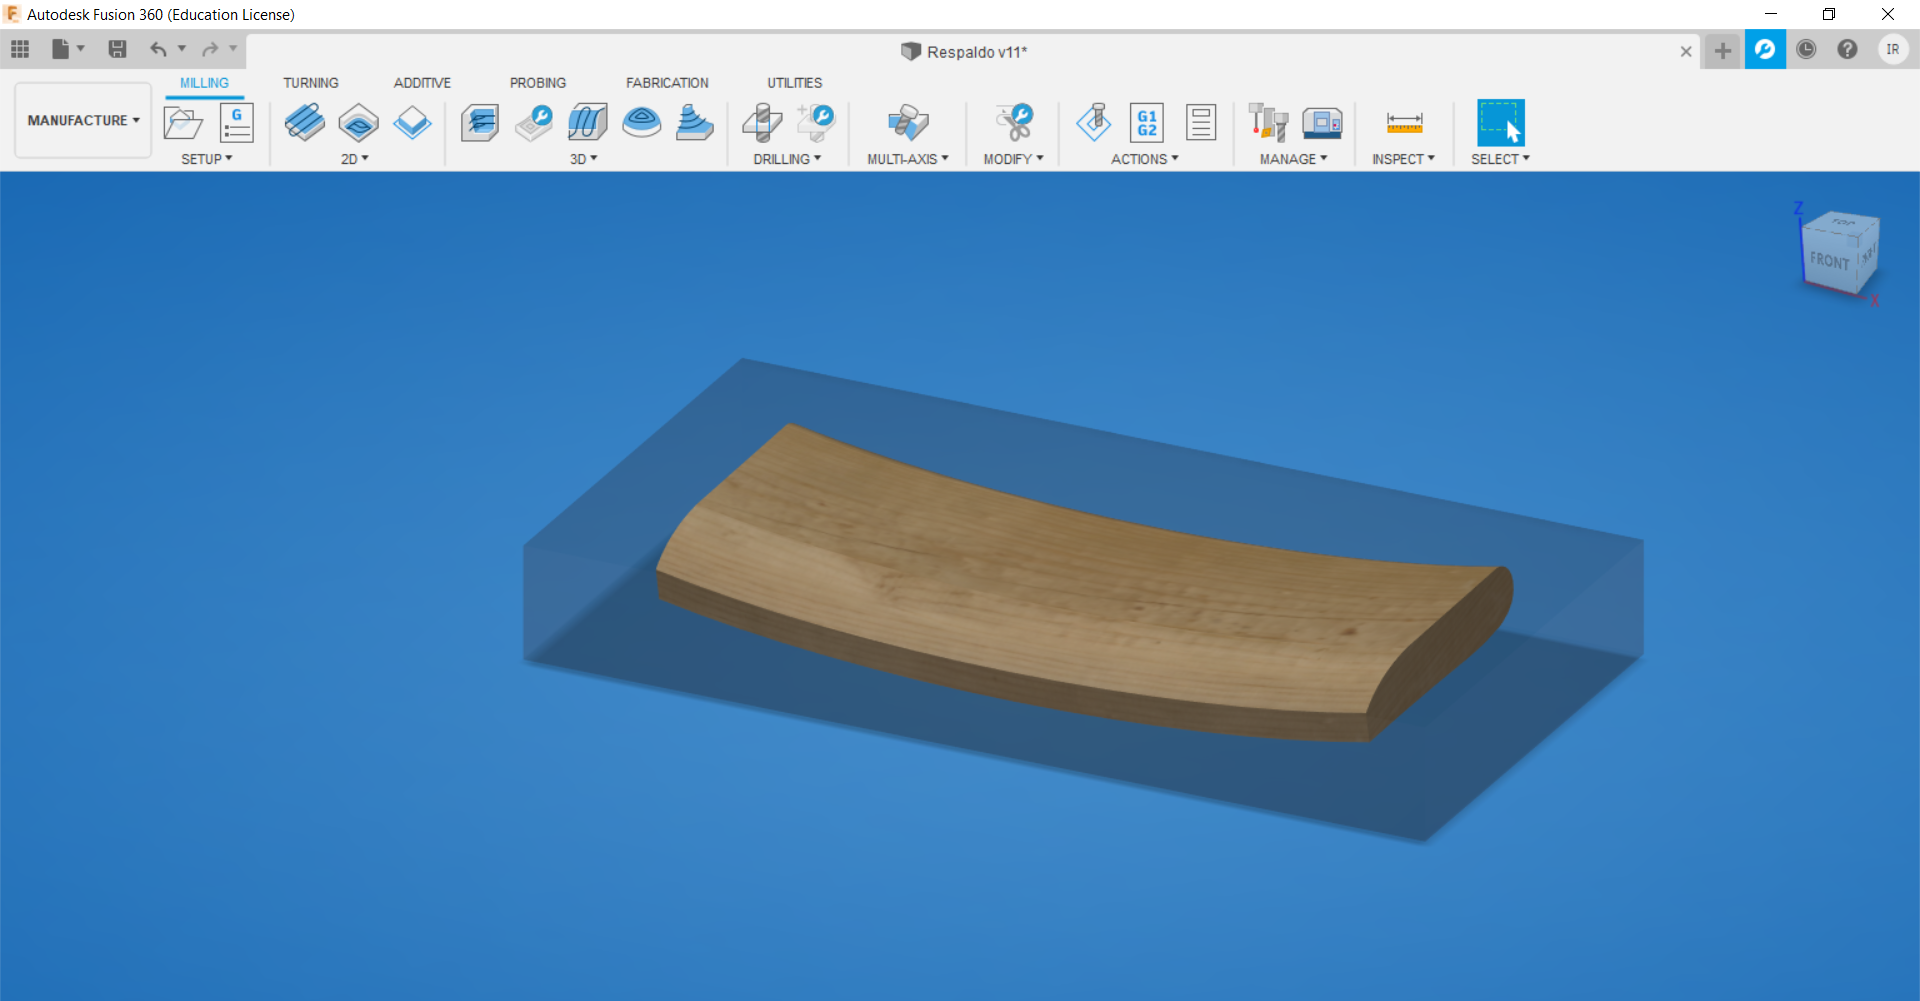 Autodesk Fusion 360 (Education License)
Respaldo v11*
IR
MILLING TURNING ADDITIVE PROBING FABRICATION UTILITIES
MANUFACTURE
G
G1
G2
SETUP 2D 3D DRILLING MULTI-AXIS MODIFY ACTIONS MANAGE INSPECT SELECT
Z
TOP
FRONT
X